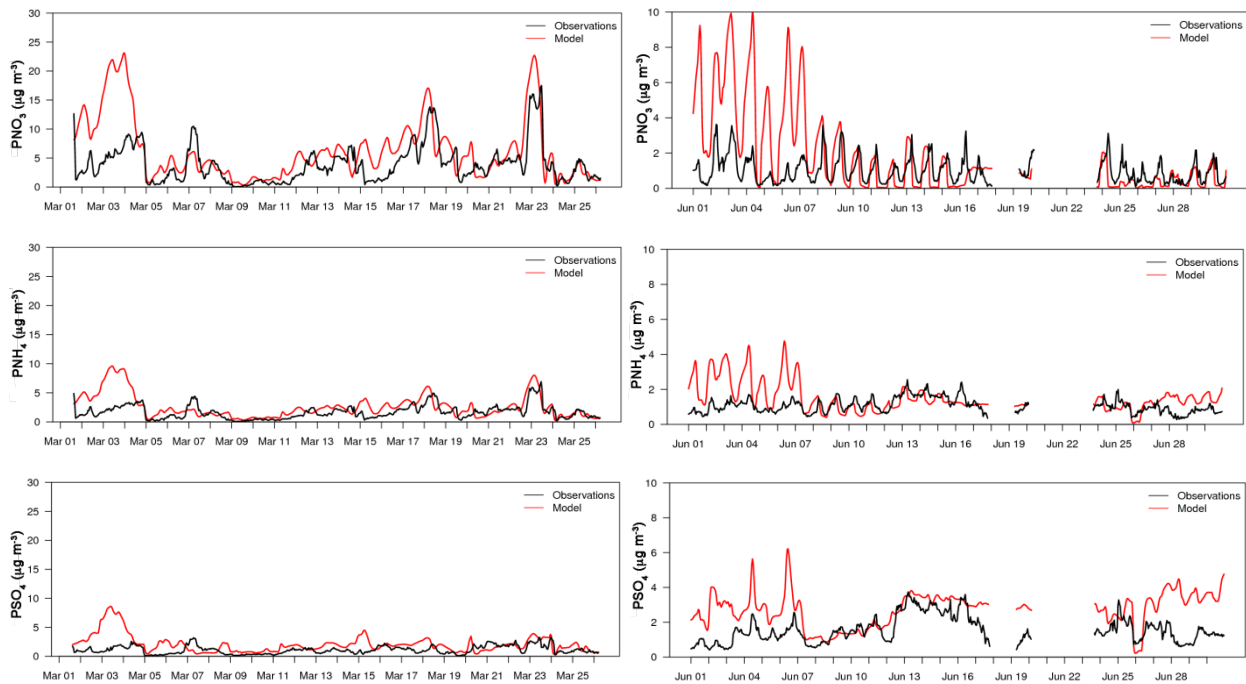 PNO₃ (μg m⁻³)
30
25
20
15
10
5
0
Observations
Model
Mar 01 Mar 03 Mar 05 Mar 07 Mar 09 Mar 11 Mar 13 Mar 15 Mar 17 Mar 19 Mar 21 Mar 23 Mar 25
PNO₃ (μg m⁻³)
10
8
6
4
2
0
Observations
Model
Jun 01 Jun 04 Jun 07 Jun 10 Jun 13 Jun 16 Jun 19 Jun 22 Jun 25 Jun 28
PNH₄ (μg m⁻³)
30
25
20
15
10
5
0
Observations
Model
Mar 01 Mar 03 Mar 05 Mar 07 Mar 09 Mar 11 Mar 13 Mar 15 Mar 17 Mar 19 Mar 21 Mar 23 Mar 25
PNH₄ (μg m⁻³)
10
8
6
4
2
0
Observations
Model
Jun 01 Jun 04 Jun 07 Jun 10 Jun 13 Jun 16 Jun 19 Jun 22 Jun 25 Jun 28
PSO₄ (μg m⁻³)
30
25
20
15
10
5
0
Observations
Model
Mar 01 Mar 03 Mar 05 Mar 07 Mar 09 Mar 11 Mar 13 Mar 15 Mar 17 Mar 19 Mar 21 Mar 23 Mar 25
PSO₄ (μg m⁻³)
10
8
6
4
2
0
Observations
Model
Jun 01 Jun 04 Jun 07 Jun 10 Jun 13 Jun 16 Jun 19 Jun 22 Jun 25 Jun 28